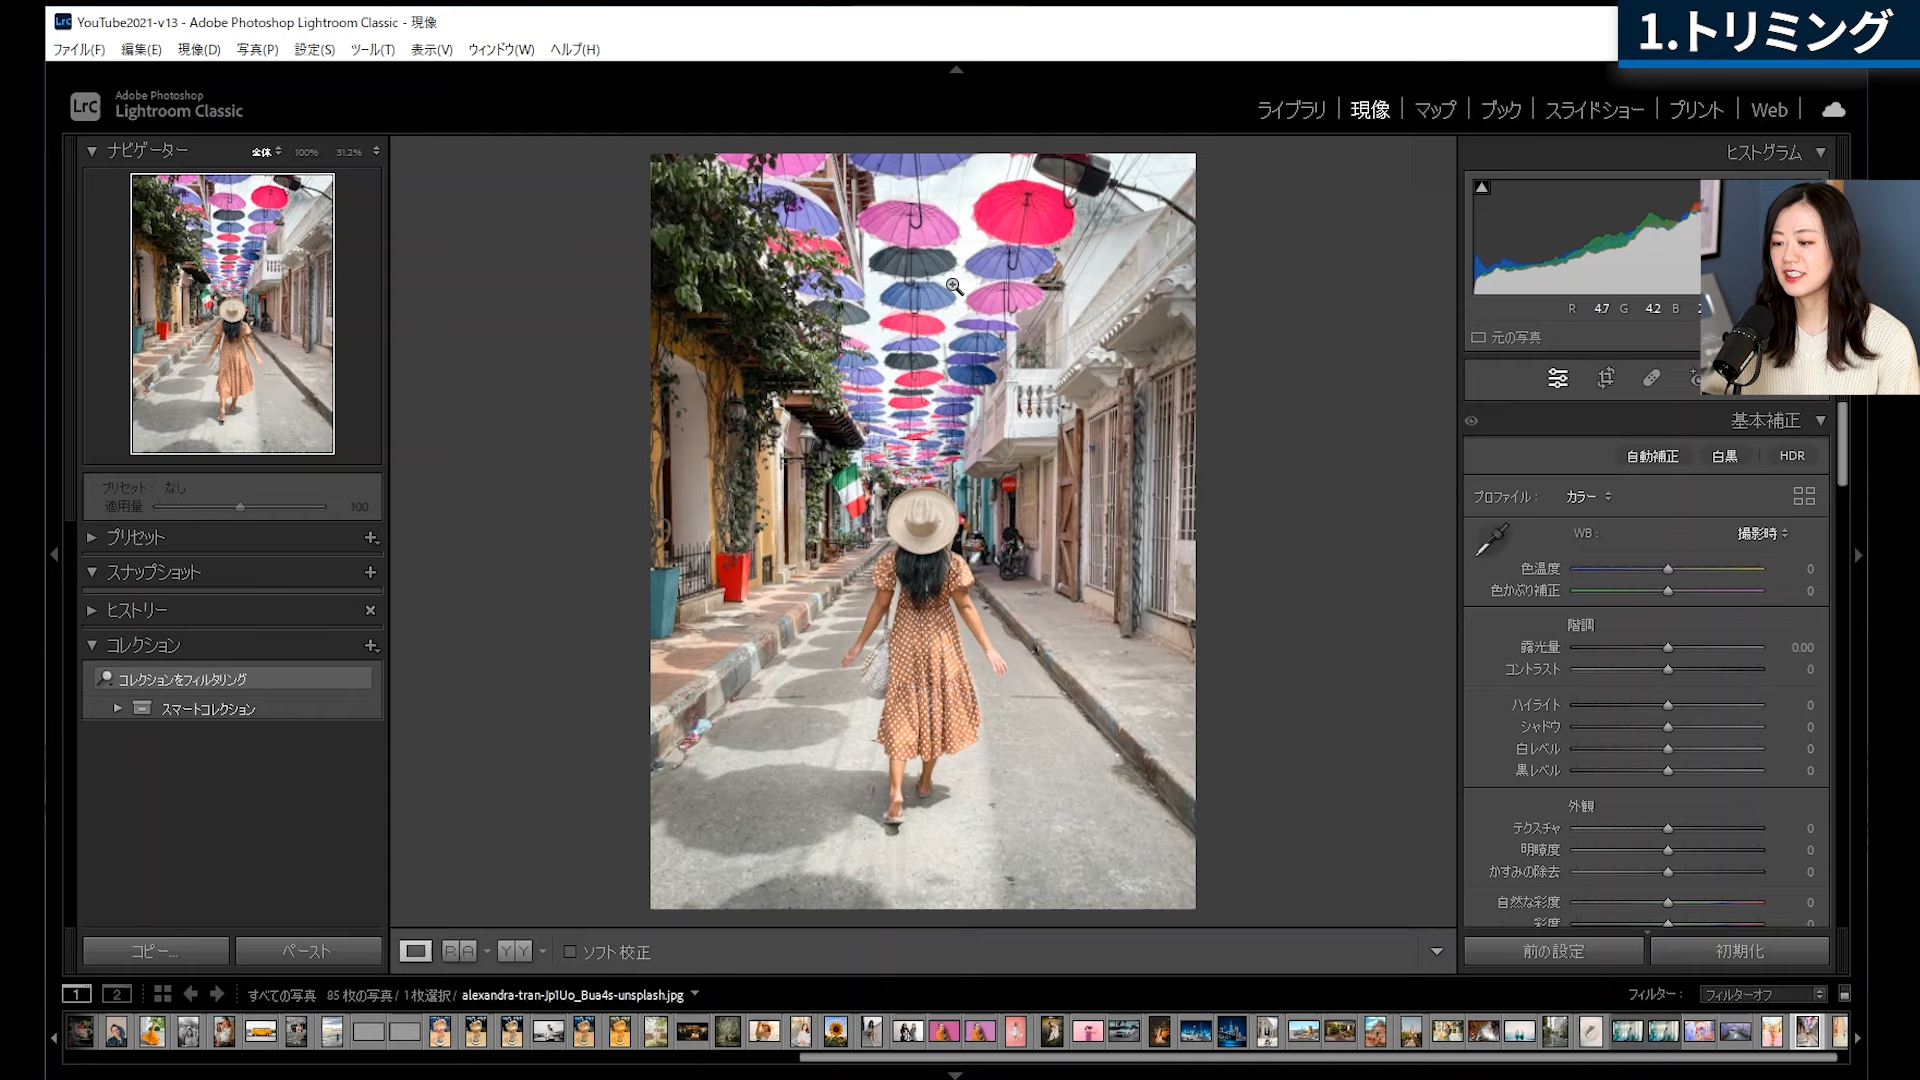 YouTube2021-v13 - Adobe Photoshop Lightroom Classic - 現像
1.トリミング
ファイル(F) 編集(E) 現像(D) 写真(P) 設定(S) ツール(T) 表示(V) ウィンドウ(W) ヘルプ(H)
LrC
Adobe Photoshop
Lightroom Classic
ライブラリ | 現像 | マップ | ブック | スライドショー | プリント | Web |
ナビゲーター 全体 100% 31.2%
プリセット : なし
適用量 100
プリセット
スナップショット
ヒストリー
コレクション
コレクションをフィルタリング
スマートコレクション
コピー... ペースト
R A Y Y ソフト校正
ヒストグラム
R 4.7 G 4.2 B
元の写真
基本補正
自動補正 白黒 HDR
プロファイル : カラー
WB : 撮影時
色温度 0
色かぶり補正 0
階調
露光量 0.00
コントラスト 0
ハイライト 0
シャドウ 0
白レベル 0
黒レベル 0
外観
テクスチャ 0
明瞭度 0
かすみの除去 0
自然な彩度 0
彩度 0
前の設定 初期化
1 2 すべての写真 85 枚の写真 / 1 枚選択 / alexandra-tran-Jp1Uo_Bua4s-unsplash.jpg
フィルター : フィルターオフ